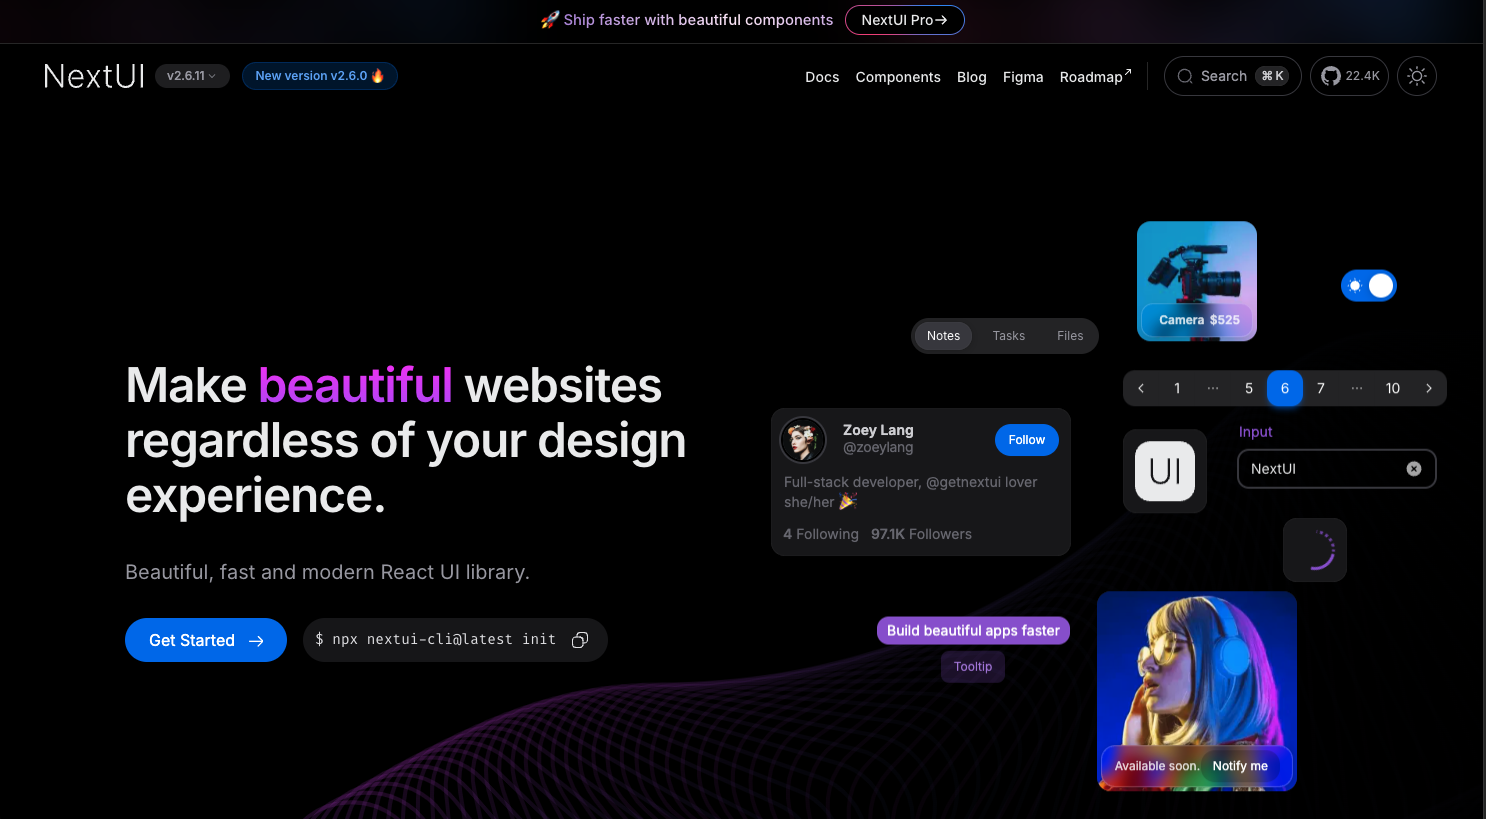 🚀 Ship faster with beautiful components NextUI Pro→
NextUI v2.6.11 New version v2.6.0 🔥 Docs Components Blog Figma Roadmap↗ Search ⌘K 22.4K
Camera $525
Notes Tasks Files
Make beautiful websites
regardless of your design
experience.
Beautiful, fast and modern React UI library.
Get Started →
$ npx nextui-cli@latest init
1 ... 5 6 7 ... 10
Zoey Lang
@zoeylang
Follow
Full-stack developer, @getnextui lover
she/her 🎉
4 Following 97.1K Followers
UI
Input
NextUI
Build beautiful apps faster
Tooltip
Available soon. Notify me